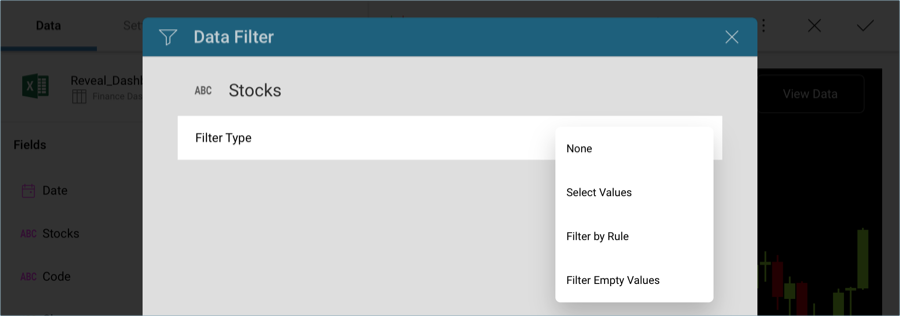 Data
Set
Data Filter
Reveal_Dashb
Finance Das
ABC Stocks
View Data
Filter Type
None
Select Values
Filter by Rule
Filter Empty Values
Fields
Date
ABC Stocks
ABC Code